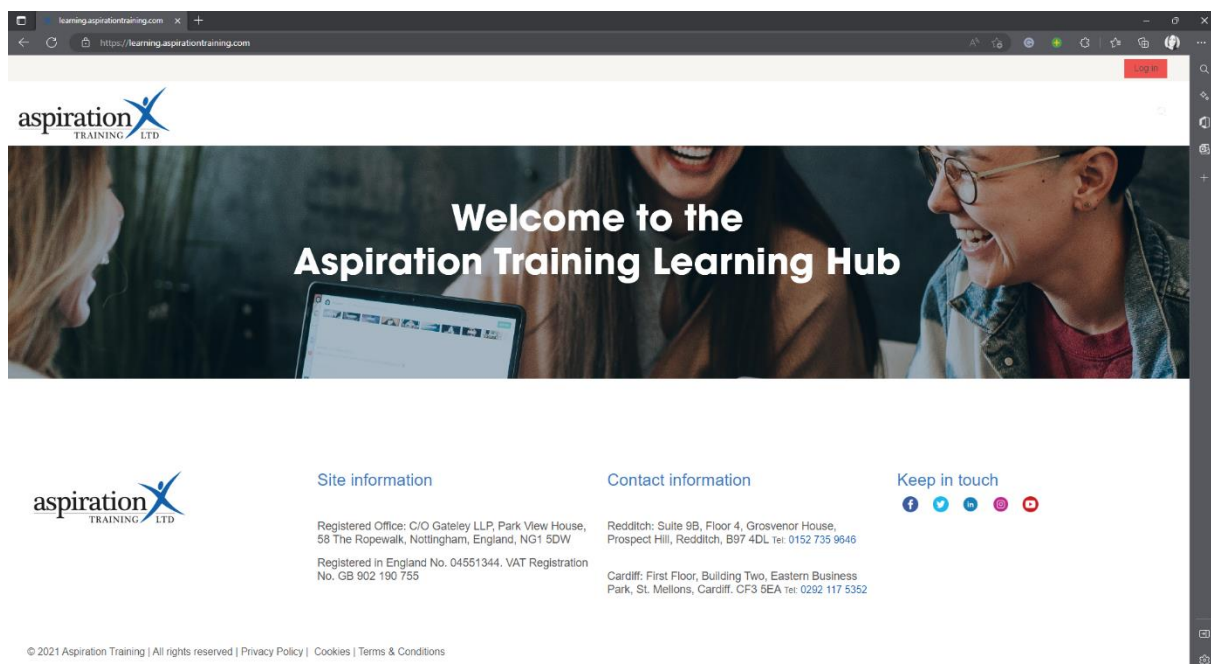 learning.aspirationtraining.com
https://learning.aspirationtraining.com
Log in
aspiration
TRAINING LTD
Welcome to the
Aspiration Training Learning Hub
aspiration
TRAINING LTD
Site information
Registered Office: C/O Gateley LLP, Park View House,
58 The Ropewalk, Nottingham, England, NG1 5DW
Registered in England No. 04551344. VAT Registration
No. GB 902 190 755
Contact information
Redditch: Suite 9B, Floor 4, Grosvenor House,
Prospect Hill, Redditch, B97 4DL Tel: 0152 735 9646
Cardiff: First Floor, Building Two, Eastern Business
Park, St. Mellons, Cardiff. CF3 5EA Tel: 0292 117 5352
Keep in touch
© 2021 Aspiration Training | All rights reserved | Privacy Policy | Cookies | Terms & Conditions